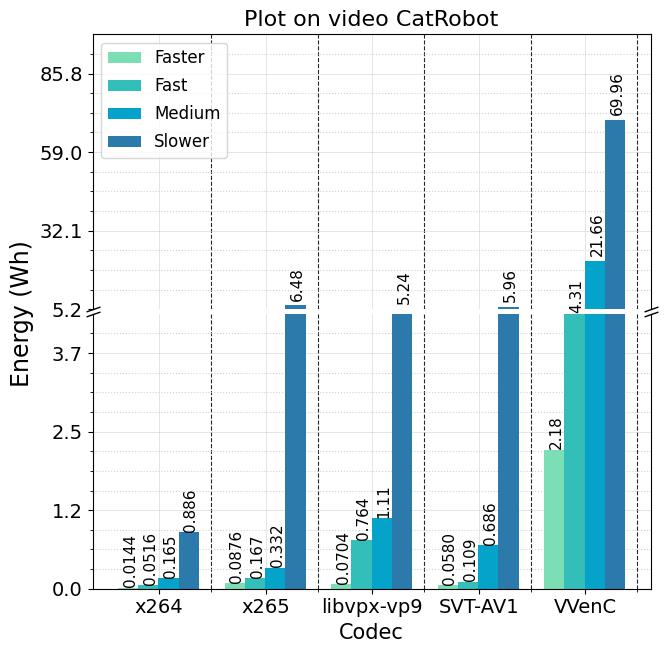 Plot on video CatRobot
Faster
Fast
Medium
Slower
85.8
59.0
32.1
5.2
3.7
2.5
1.2
0.0
Energy (Wh)
0.0144
0.0516
0.165
0.886
0.0876
0.167
0.332
6.48
0.0704
0.764
1.11
5.24
0.0580
0.109
0.686
5.96
2.18
4.31
21.66
69.96
x264
x265
libvpx-vp9
SVT-AV1
VVenC
Codec